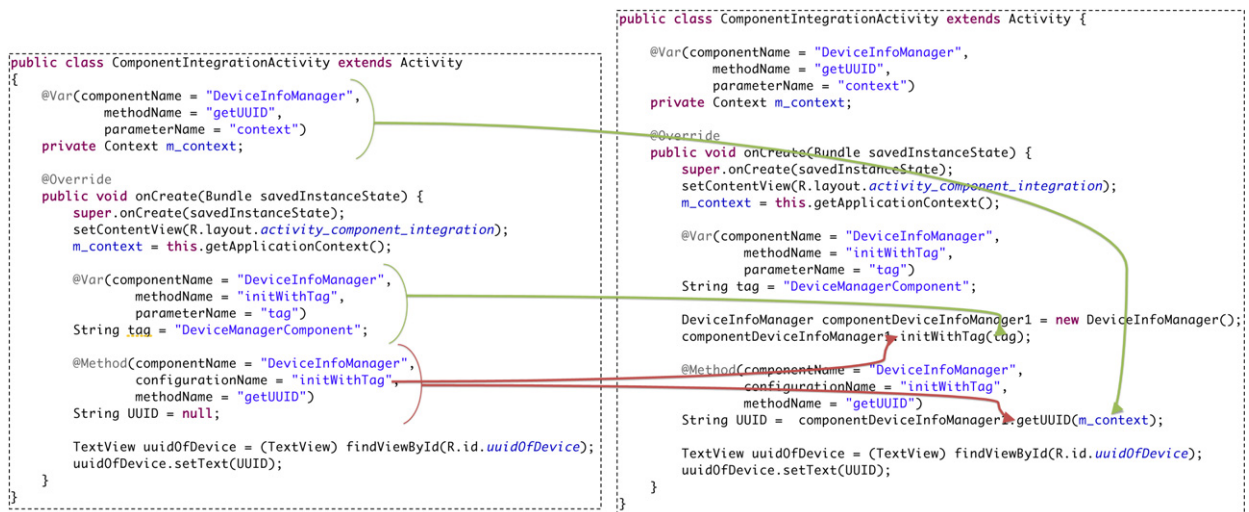 public class ComponentIntegrationActivity extends Activity
{
@Var(componentName = "DeviceInfoManager",
methodName = "getUUID",
parameterName = "context")
private Context m_context;
@Override
public void onCreate(Bundle savedInstanceState) {
super.onCreate(savedInstanceState);
setContentView(R.layout.activity_component_integration);
m_context = this.getApplicationContext();
@Var(componentName = "DeviceInfoManager",
methodName = "initWithTag",
parameterName = "tag")
String tag = "DeviceManagerComponent";
@Method(componentName = "DeviceInfoManager",
configurationName = "initWithTag",
methodName = "getUUID")
String UUID = null;
TextView uuidOfDevice = (TextView) findViewById(R.id.uuidOfDevice);
uuidOfDevice.setText(UUID);
}
}
public class ComponentIntegrationActivity extends Activity {
@Var(componentName = "DeviceInfoManager",
methodName = "getUUID",
parameterName = "context")
private Context m_context;
@Override
public void onCreate(Bundle savedInstanceState) {
super.onCreate(savedInstanceState);
setContentView(R.layout.activity_component_integration);
m_context = this.getApplicationContext();
@Var(componentName = "DeviceInfoManager",
methodName = "initWithTag",
parameterName = "tag")
String tag = "DeviceManagerComponent";
DeviceInfoManager componentDeviceInfoManager1 = new DeviceInfoManager();
componentDeviceInfoManager1.initWithTag(tag);
@Method(componentName = "DeviceInfoManager",
configurationName = "initWithTag",
methodName = "getUUID")
String UUID = componentDeviceInfoManager1.getUUID(m_context);
TextView uuidOfDevice = (TextView) findViewById(R.id.uuidOfDevice);
uuidOfDevice.setText(UUID);
}
}